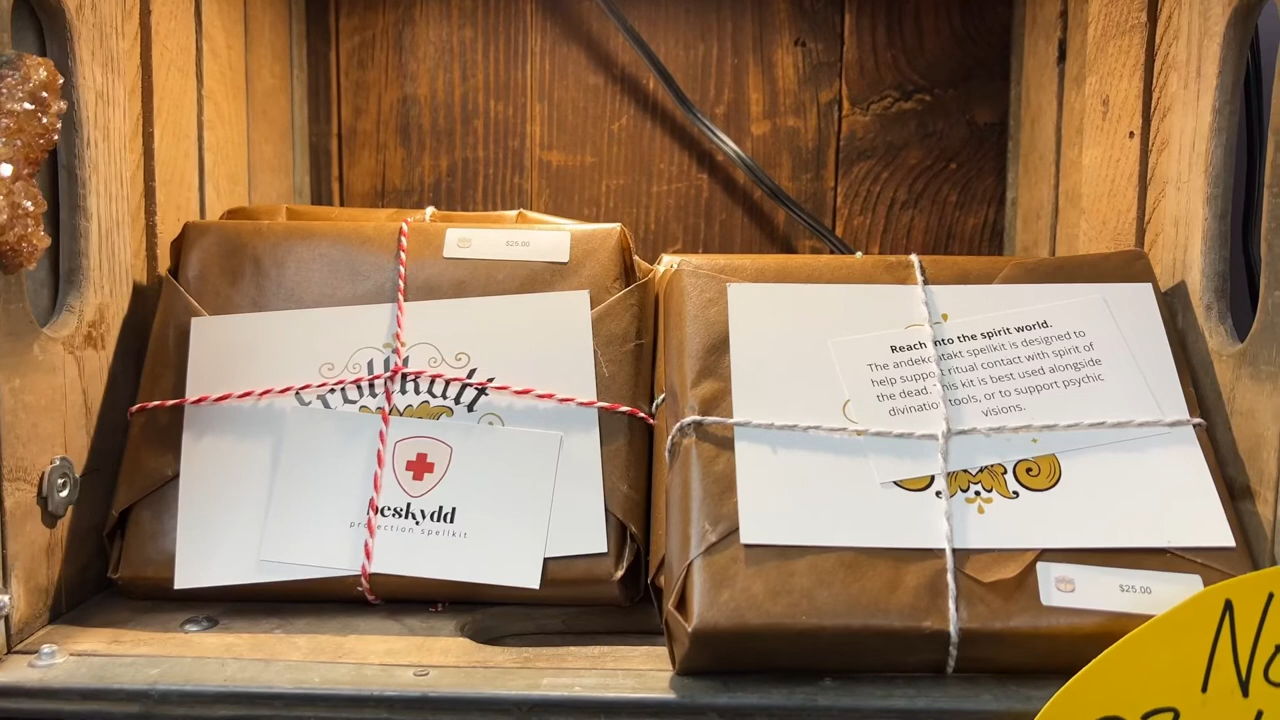 $25.00
trollkatt
beskydd
protection spellkit
Reach into the spirit world.
The andekontakt spellkit is designed to
help support ritual contact with spirit of
the dead. This kit is best used alongside
divination tools, or to support psychic
visions.
$25.00
No